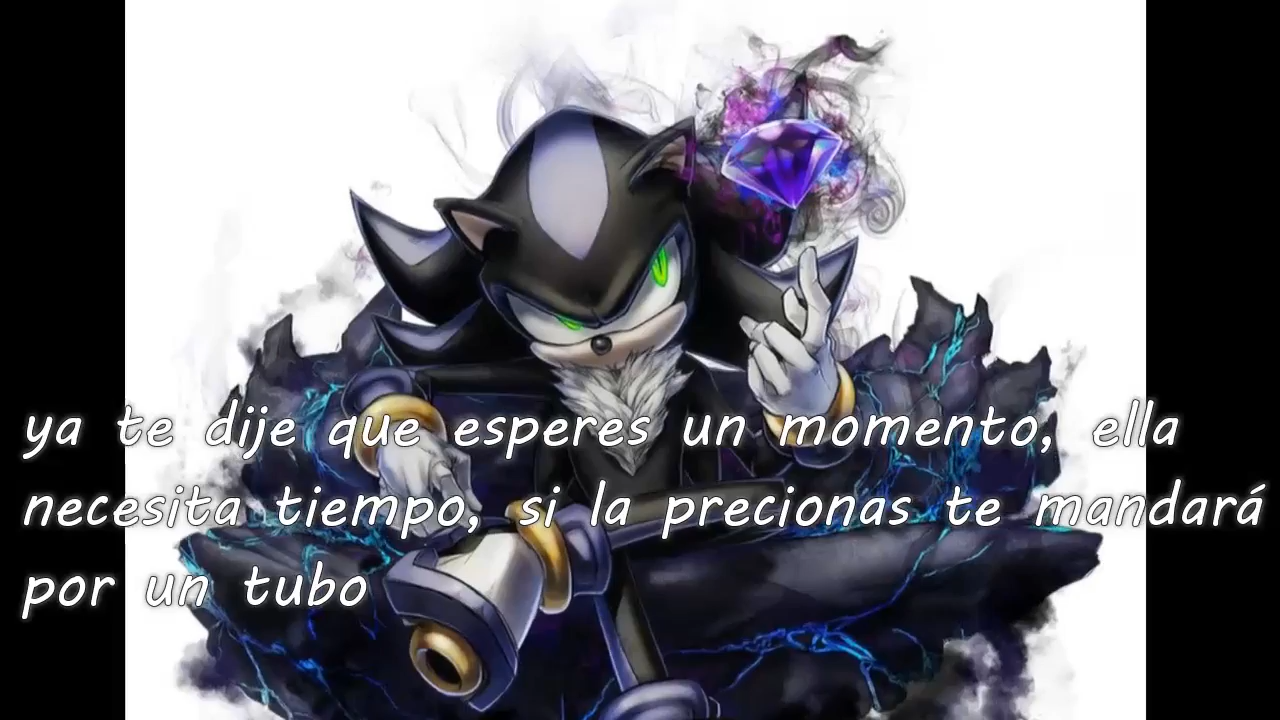 ya te dije que esperes un momento, ella
necesita tiempo, si la precionas te mandará
por un tubo